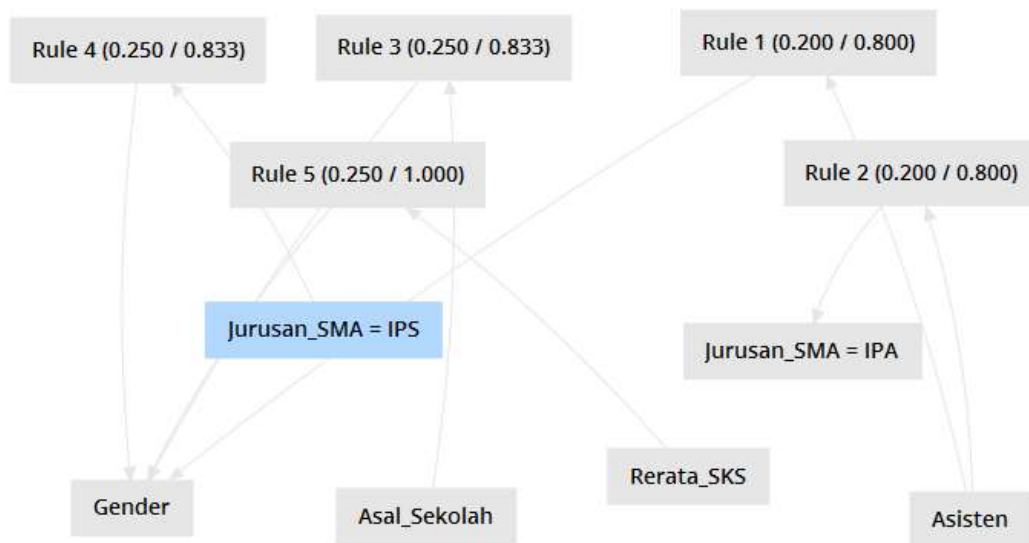 Rule 4 (0.250 / 0.833)
Rule 3 (0.250 / 0.833)
Rule 1 (0.200 / 0.800)
Rule 5 (0.250 / 1.000)
Rule 2 (0.200 / 0.800)
Jurusan_SMA = IPS
Jurusan_SMA = IPA
Rerata_SKS
Gender
Asal_Sekolah
Asisten